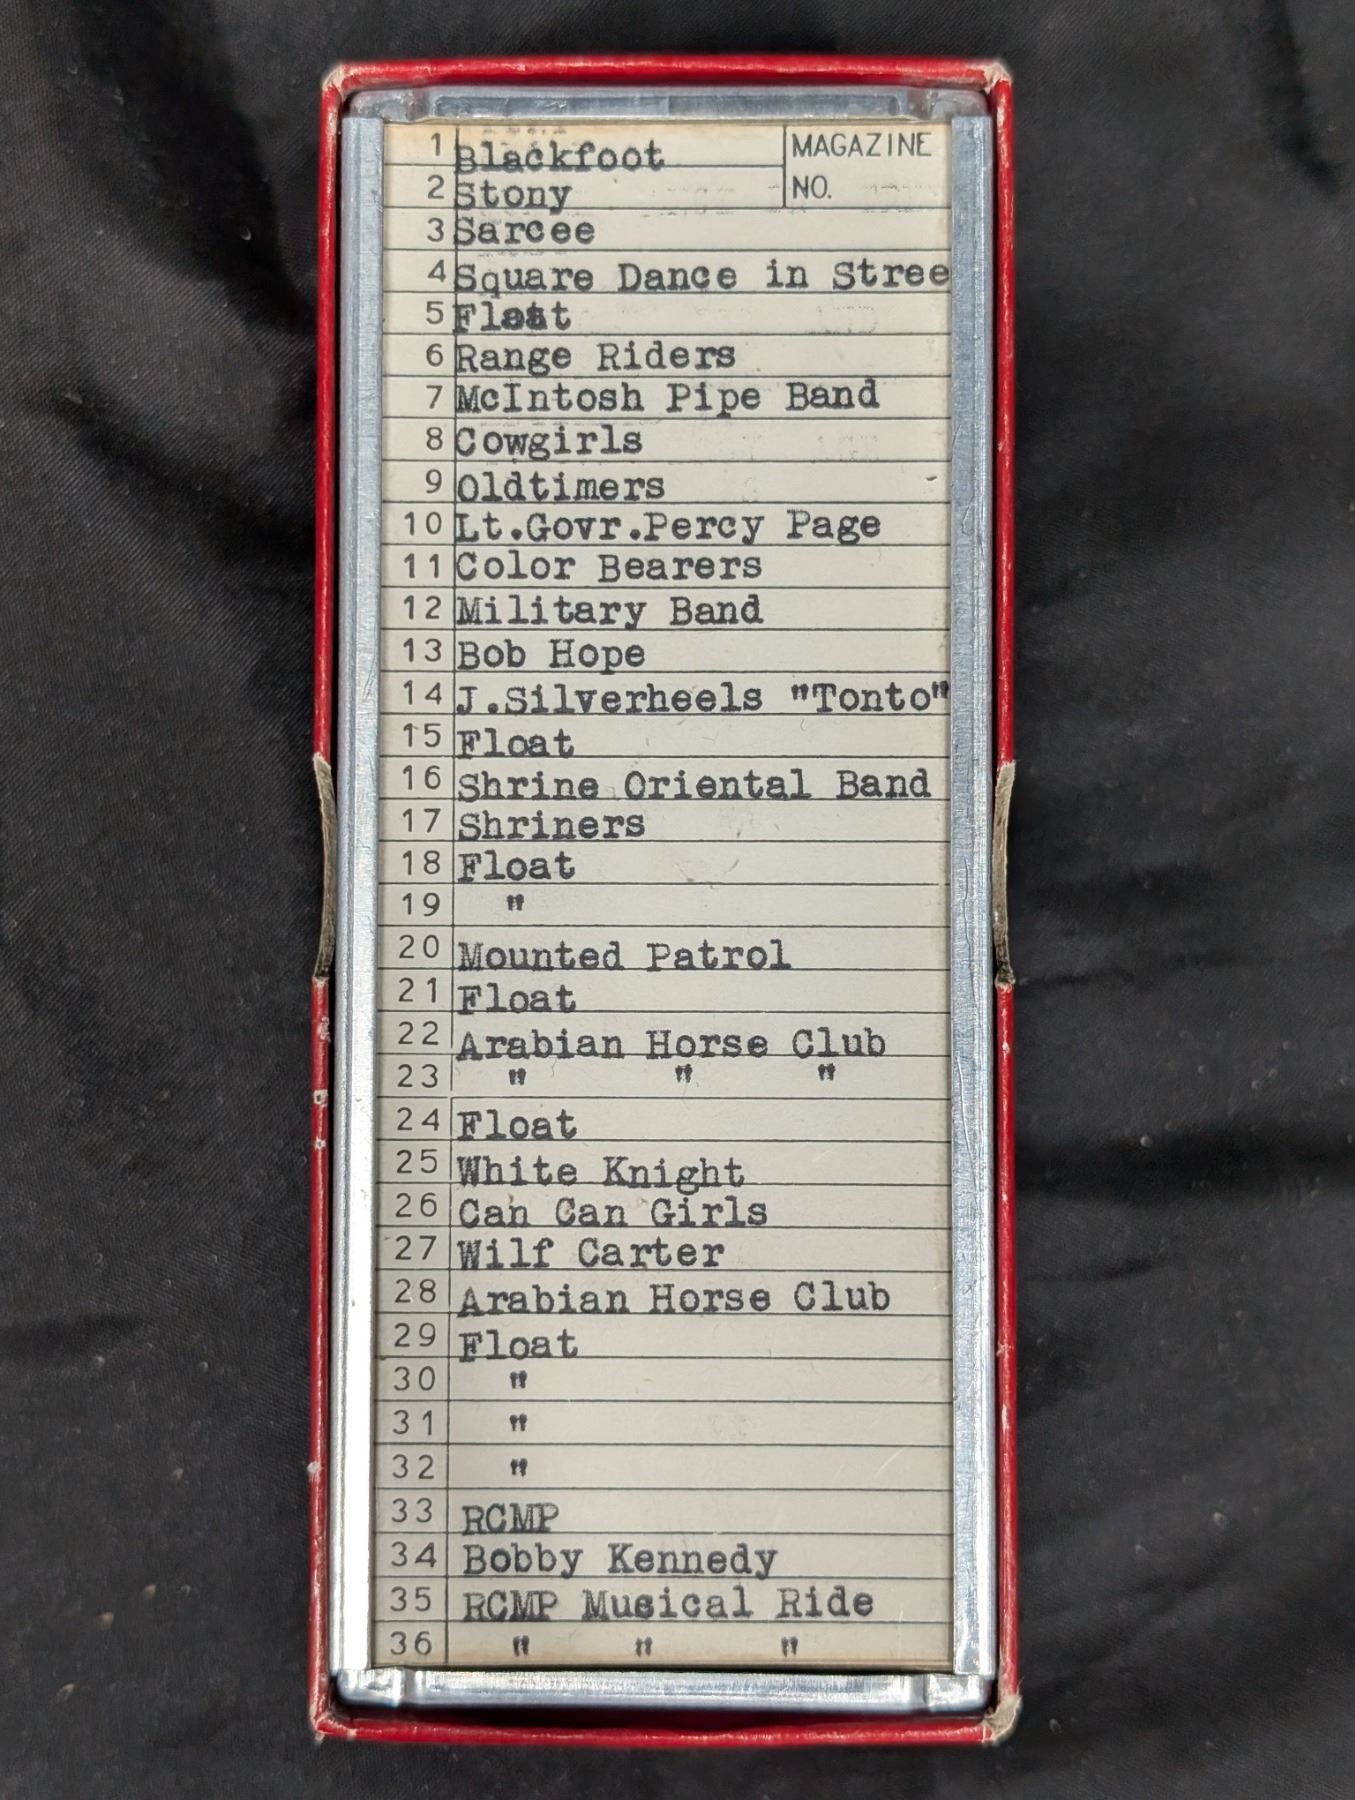 1 Blackfoot MAGAZINE
2 Stony NO.
3 Sarcee
4 Square Dance in Stree
5
6 Range Riders
7 McIntosh Pipe Band
8 Cowgirls
9 Oldtimers
10 Lt.Govr.Percy Page
11 Color Bearers
12 Military Band
13 Bob Hope
14 J.Silverheels "Tonto"
15 Float
16 Shrine Oriental Band
17 Shriners
18 Float
19 "
20 Mounted Patrol
21 Float
22 Arabian Horse Club
23 " " "
24 Float
25 White Knight
26 Can Can Girls
27 Wilf Carter
28 Arabian Horse Club
29 Float
30 "
31 "
32 "
33 RCMP
34 Bobby Kennedy
35 RCMP Musical Ride
36 " " "